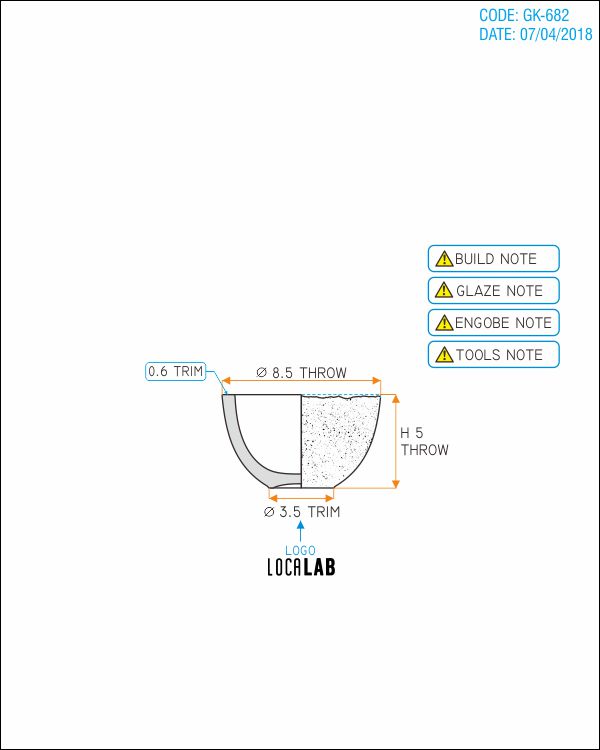 CODE: GK-682
DATE: 07/04/2018
BUILD NOTE
GLAZE NOTE
ENGOBE NOTE
TOOLS NOTE
0.6 TRIM
Ø 8.5 THROW
H 5
THROW
Ø 3.5 TRIM
LOGO
LOCALAB